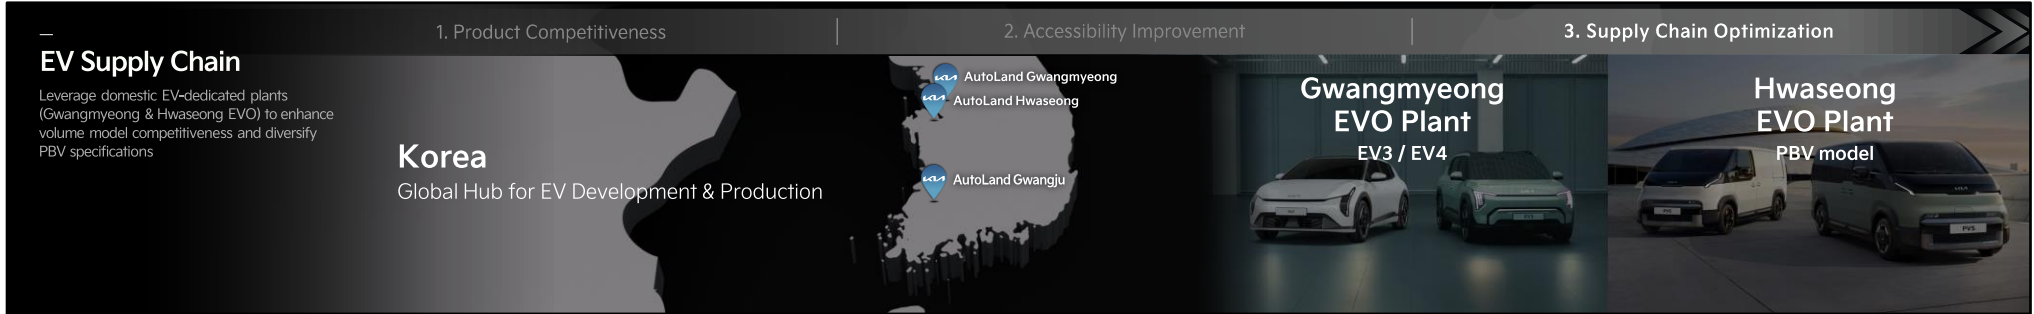 1. Product Competitiveness
2. Accessibility Improvement
3. Supply Chain Optimization
EV Supply Chain
Leverage domestic EV-dedicated plants
(Gwangmyeong & Hwaseong EVO) to enhance
volume model competitiveness and diversify
PBV specifications
Korea
Global Hub for EV Development & Production
AutoLand Gwangmyeong
AutoLand Hwaseong
AutoLand Gwangju
Gwangmyeong
EVO Plant
EV3 / EV4
Hwaseong
EVO Plant
PBV model
PV5